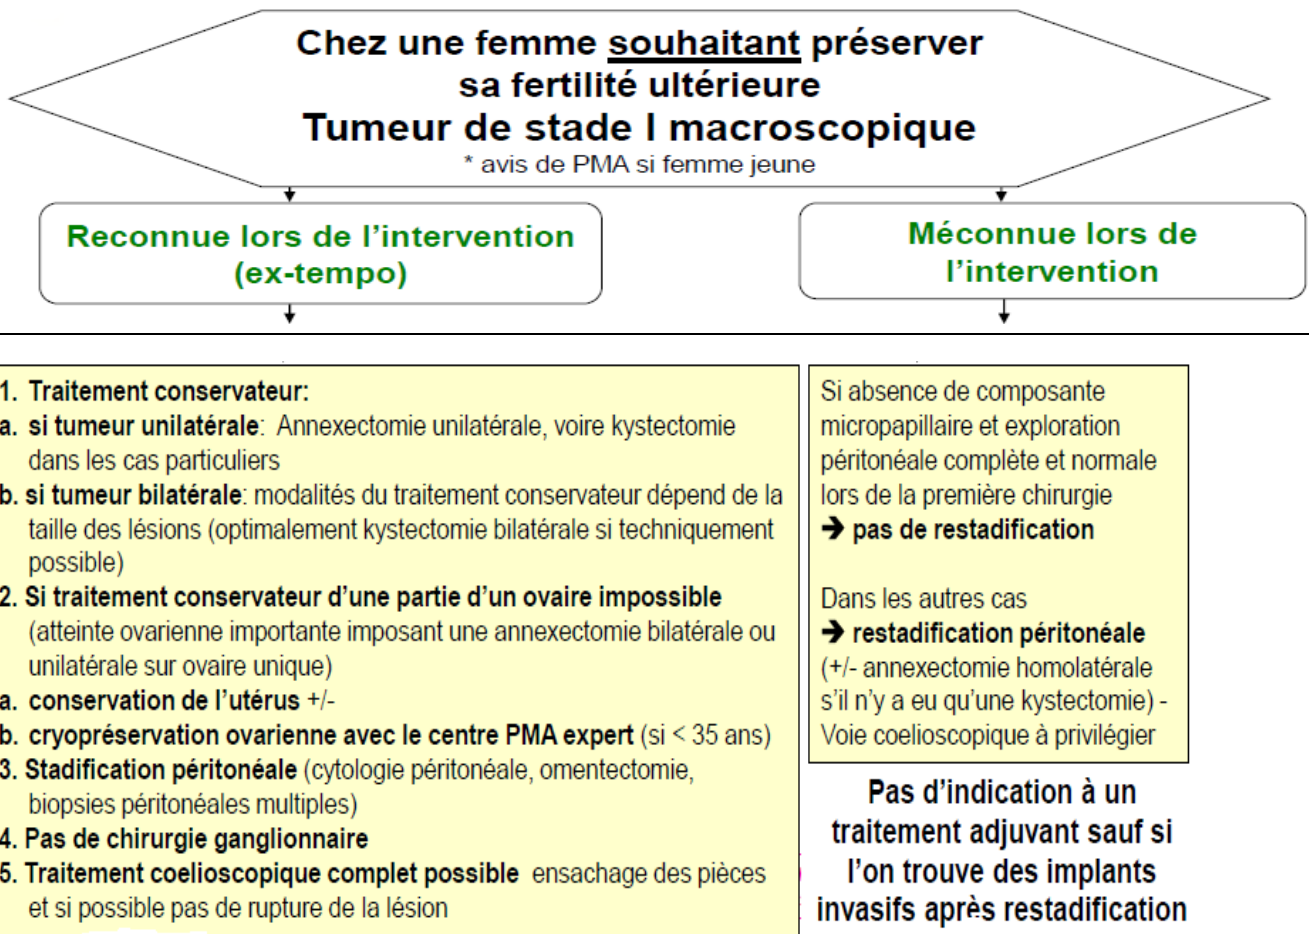 Chez une femme souhaitant préserver
sa fertilité ultérieure
Tumeur de stade I macroscopique
* avis de PMA si femme jeune
Reconnue lors de l'intervention
(ex-tempo)
Méconnue lors de
l'intervention
1. Traitement conservateur:
a. si tumeur unilatérale: Annexectomie unilatérale, voire kystectomie
dans les cas particuliers
b. si tumeur bilatérale: modalités du traitement conservateur dépend de la
taille des lésions (optimalement kystectomie bilatérale si techniquement
possible)
2. Si traitement conservateur d'une partie d'un ovaire impossible
(atteinte ovarienne importante imposant une annexectomie bilatérale ou
unilatérale sur ovaire unique)
a. conservation de l'utérus +/-
b. cryopréservation ovarienne avec le centre PMA expert (si < 35 ans)
3. Stadification péritonéale (cytologie péritonéale, omentectomie,
biopsies péritonéales multiples)
4. Pas de chirurgie ganglionnaire
5. Traitement coelioscopique complet possible ensachage des pièces
et si possible pas de rupture de la lésion
Si absence de composante
micropapillaire et exploration
péritonéale complète et normale
lors de la première chirurgie
➔ pas de restadification
Dans les autres cas
➔ restadification péritonéale
(+/- annexectomie homolatérale
s'il n'y a eu qu'une kystectomie) -
Voie coelioscopique à privilégier
Pas d'indication à un
traitement adjuvant sauf si
l'on trouve des implants
invasifs après restadification